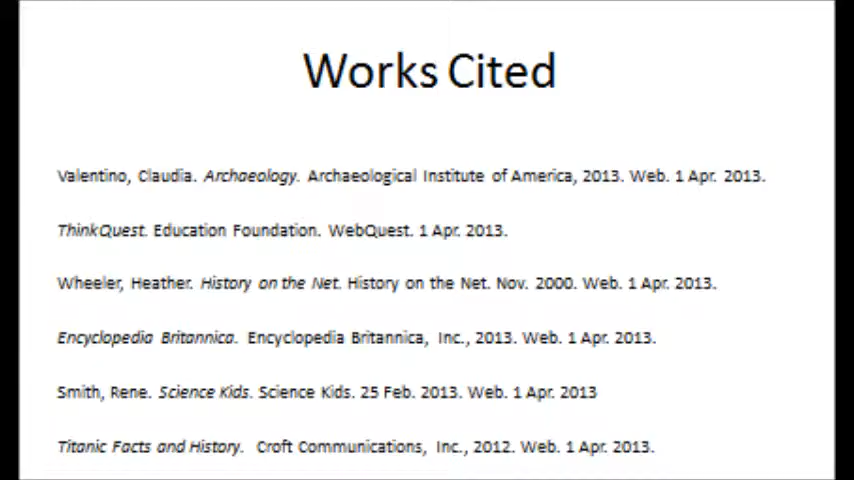 Works Cited
Valentino, Claudia. Archaeology. Archaeological Institute of America, 2013. Web. 1 Apr. 2013.
ThinkQuest. Education Foundation. WebQuest. 1 Apr. 2013.
Wheeler, Heather. History on the Net. History on the Net. Nov. 2000. Web. 1 Apr. 2013.
Encyclopedia Britannica. Encyclopedia Britannica, Inc., 2013. Web. 1 Apr. 2013.
Smith, Rene. Science Kids. Science Kids. 25 Feb. 2013. Web. 1 Apr. 2013
Titanic Facts and History. Croft Communications, Inc., 2012. Web. 1 Apr. 2013.